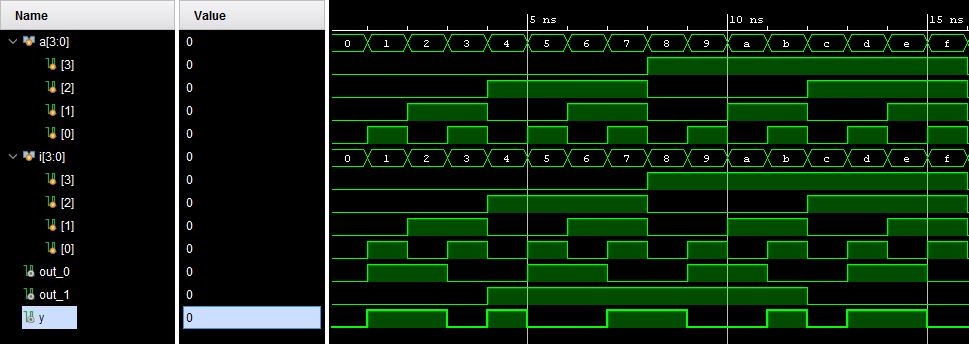 Name Value
5 ns 10 ns 15 ns
a[3:0] 0 0 1 2 3 4 5 6 7 8 9 a b c d e f
[3] 0
[2] 0
[1] 0
[0] 0
i[3:0] 0 0 1 2 3 4 5 6 7 8 9 a b c d e f
[3] 0
[2] 0
[1] 0
[0] 0
out_0 0
out_1 0
y 0